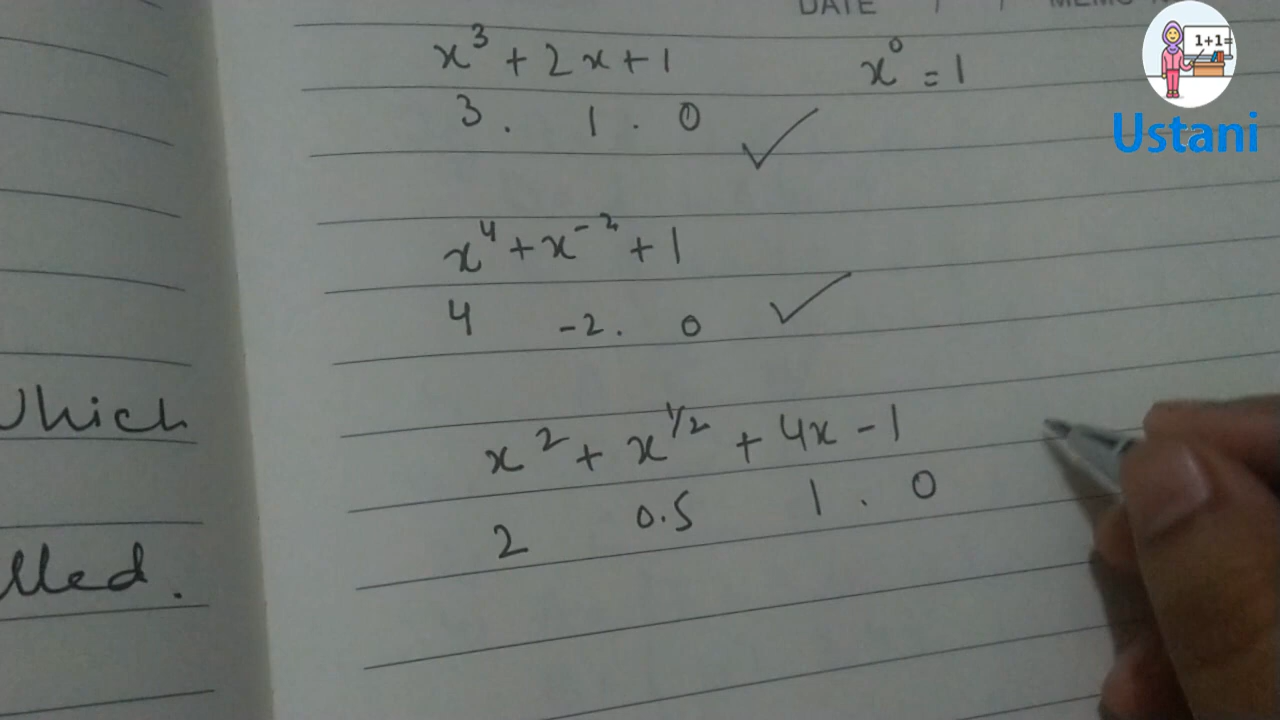 DATE / / MEMO
1+1=
Ustani
x³ + 2x + 1
x⁰ = 1
3 . 1 . 0 ✓
x⁴ + x⁻² + 1
4 -2 . 0 ✓
Which
x² + x^1/2 + 4x - 1
2 0.5 1 . 0
lled.